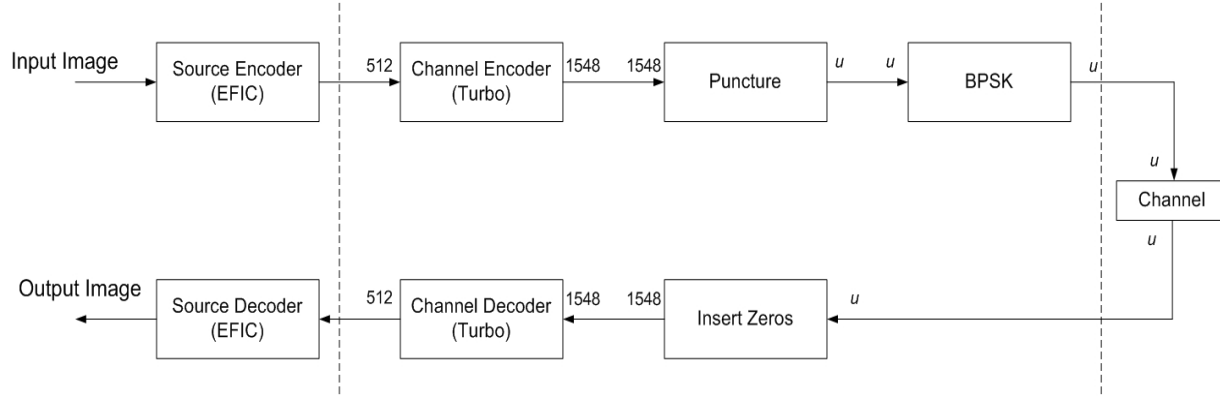 Input Image
Source Encoder
(EFIC)
512
Channel Encoder
(Turbo)
1548
1548
Puncture
u
u
BPSK
u
u
Channel
u
Output Image
Source Decoder
(EFIC)
512
Channel Decoder
(Turbo)
1548
1548
Insert Zeros
u